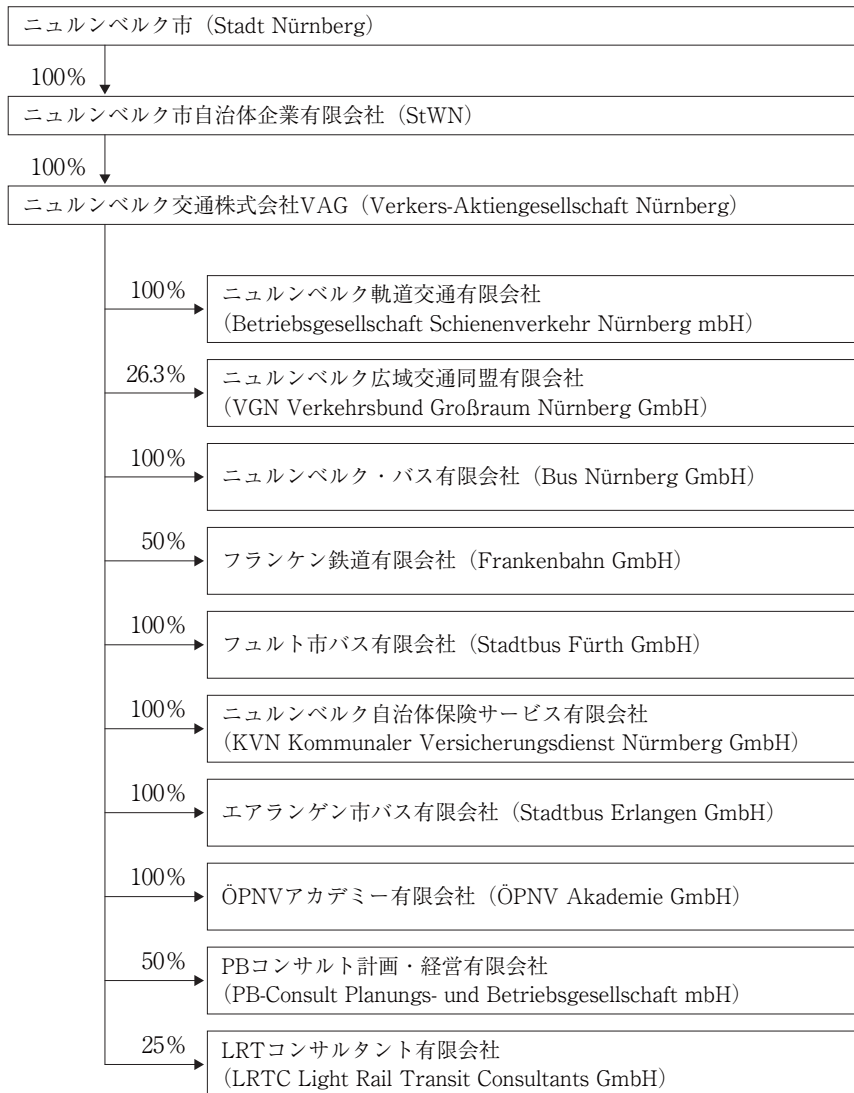 ニュルンベルク市（Stadt Nürnberg）
100%
ニュルンベルク市自治体企業有限会社（StWN）
100%
ニュルンベルク交通株式会社VAG（Verkers-Aktiengesellschaft Nürnberg）
100%
ニュルンベルク軌道交通有限会社
（Betriebsgesellschaft Schienenverkehr Nürnberg mbH）
26.3%
ニュルンベルク広域交通同盟有限会社
（VGN Verkehrsbund Großraum Nürnberg GmbH）
100%
ニュルンベルク・バス有限会社（Bus Nürnberg GmbH）
50%
フランケン鉄道有限会社（Frankenbahn GmbH）
100%
フュルト市バス有限会社（Stadtbus Fürth GmbH）
100%
ニュルンベルク自治体保険サービス有限会社
（KVN Kommunaler Versicherungsdienst Nürmberg GmbH）
100%
エアランゲン市バス有限会社（Stadtbus Erlangen GmbH）
100%
ÖPNVアカデミー有限会社（ÖPNV Akademie GmbH）
50%
PBコンサルト計画・経営有限会社
（PB-Consult Planungs- und Betriebsgesellschaft mbH）
25%
LRTコンサルタント有限会社
（LRTC Light Rail Transit Consultants GmbH）